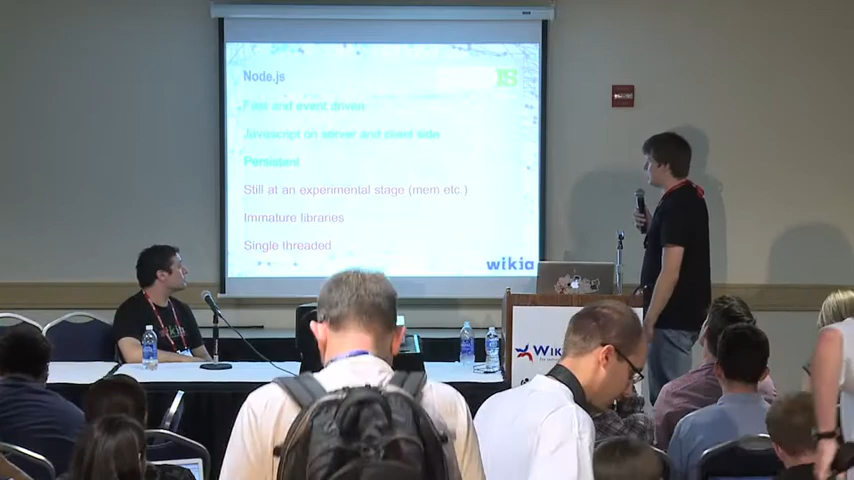 Node.js
JS
Fast and event driven
Javascript on server and client side
Persistent
Still at an experimental stage (mem etc.)
Immature libraries
Single threaded
wikia